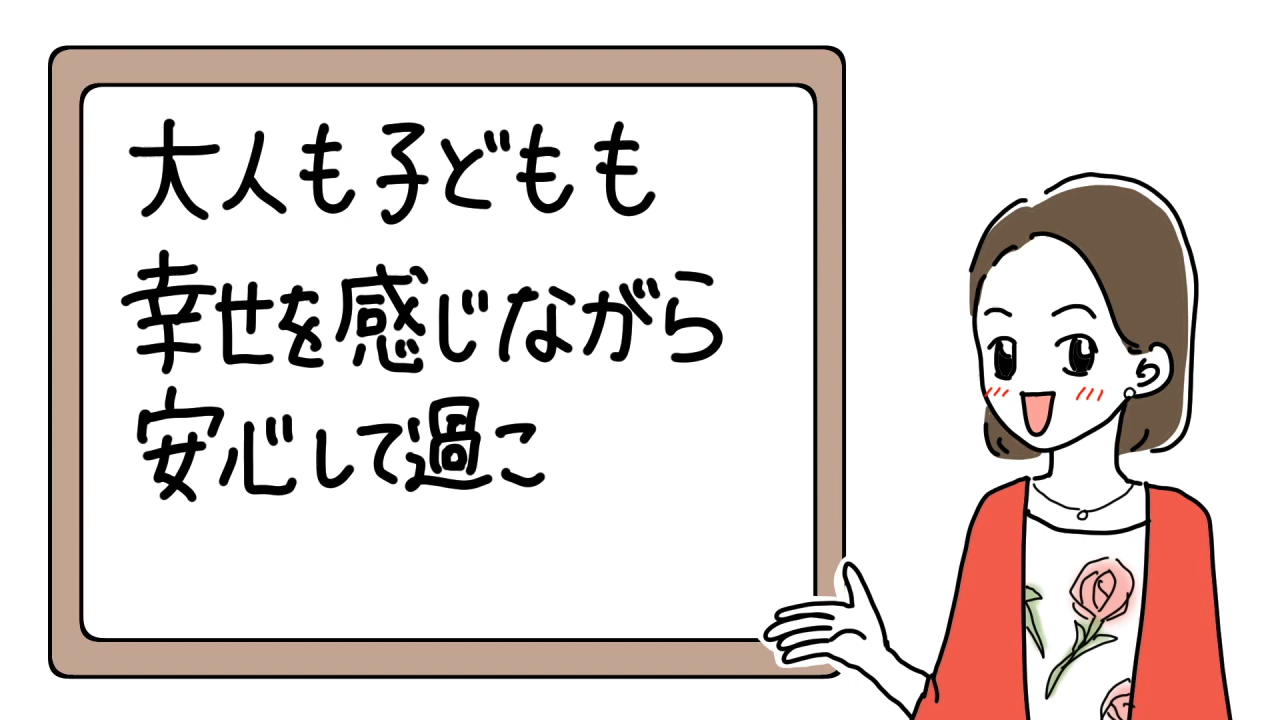 大人も子どもも
幸せを感じながら
安心して過こ